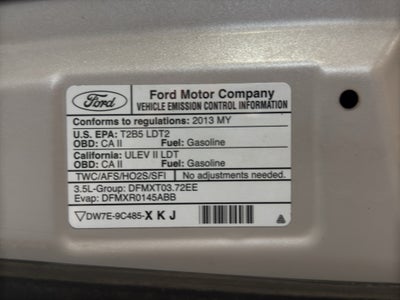 Ford
Ford Motor Company
VEHICLE EMISSION CONTROL INFORMATION
Conforms to regulations: 2013 MY
U.S. EPA: T2B5 LDT2
OBD: CA II Fuel: Gasoline
California: ULEV II LDT
OBD: CA II Fuel: Gasoline
TWC/AFS/HO2S/SFI No adjustments needed.
3.5L-Group: DFMXT03.72EE
Evap: DFMXR0145ABB
DW7E-9C485-XKJ